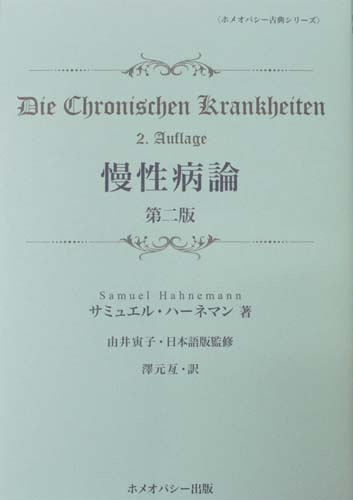 〈ホメオパシー古典シリーズ〉
Die Chronischen Krankheiten
2. Auflage
慢性病論
第二版
Samuel Hahnemann
サミュエル・ハーネマン 著
由井寅子・日本語版監修
澤元亙・訳
ホメオパシー出版